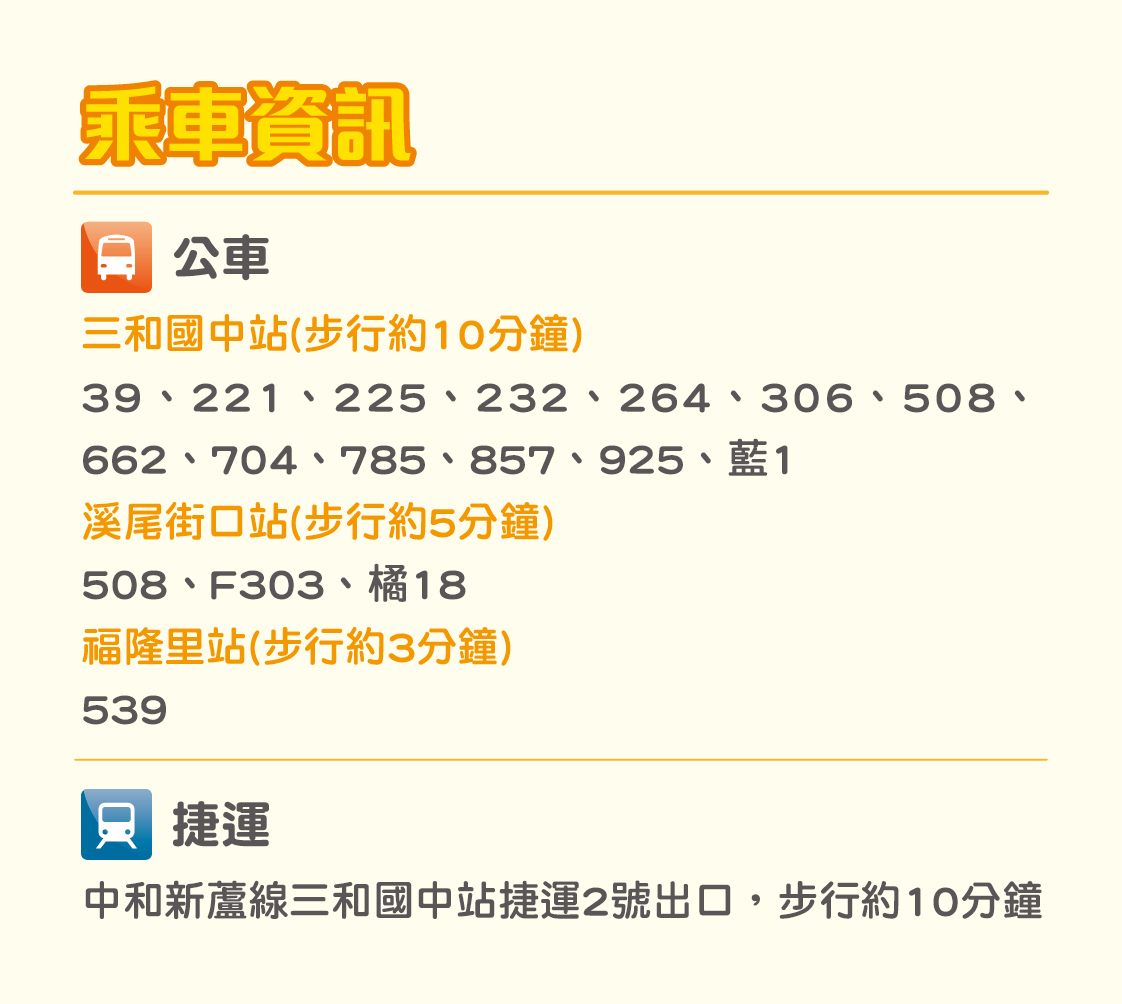 乘車資訊
公車
三和國中站(步行約10分鐘)
39、221、225、232、264、306、508、
662、704、785、857、925、藍1
溪尾街口站(步行約5分鐘)
508、F303、橘18
福隆里站(步行約3分鐘)
539
捷運
中和新蘆線三和國中站捷運2號出口，步行約10分鐘